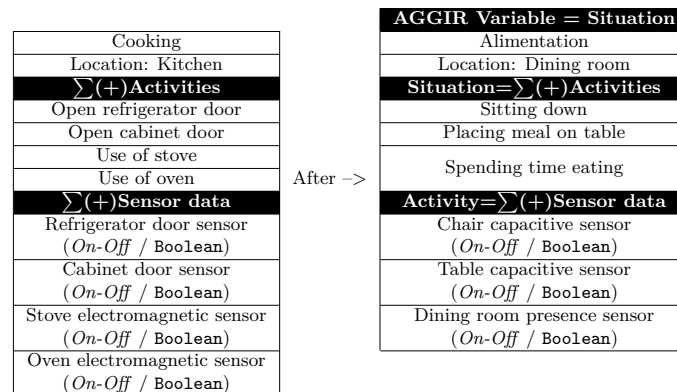 Cooking
Location: Kitchen
∑(+)Activities
Open refrigerator door
Open cabinet door
Use of stove
Use of oven
∑(+)Sensor data
Refrigerator door sensor
(On-Off / Boolean)
Cabinet door sensor
(On-Off / Boolean)
Stove electromagnetic sensor
(On-Off / Boolean)
Oven electromagnetic sensor
(On-Off / Boolean)
After –>
AGGIR Variable = Situation
Alimentation
Location: Dining room
Situation=∑(+)Activities
Sitting down
Placing meal on table
Spending time eating
Activity=∑(+)Sensor data
Chair capacitive sensor
(On-Off / Boolean)
Table capacitive sensor
(On-Off / Boolean)
Dining room presence sensor
(On-Off / Boolean)